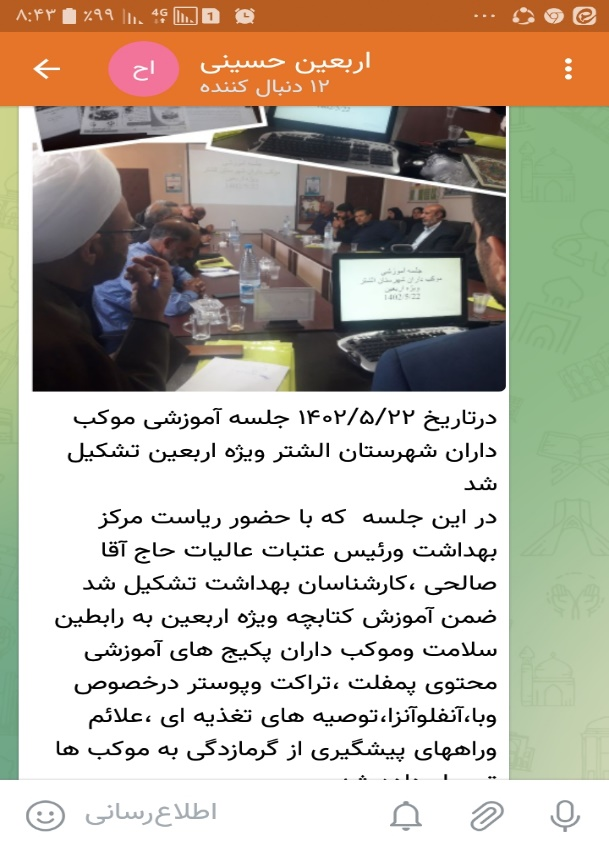 ۸:۴۳ ٪۹۹ 4G 1
اربعین حسینی
۱۲ دنبال کننده
اح
جلسه آموزشی
موکب داران شهرستان الشتر
ویژه اربعین
1402/5/22
درتاریخ ۱۴۰۲/۵/۲۲ جلسه آموزشی موکب
داران شهرستان الشتر ویژه اربعین تشکیل
شد
در این جلسه که با حضور ریاست مرکز
بهداشت ورئیس عتبات عالیات حاج آقا
صالحی ،کارشناسان بهداشت تشکیل شد
ضمن آموزش کتابچه ویژه اربعین به رابطین
سلامت وموکب داران پکیج های آموزشی
محتوی پمفلت ،تراکت وپوستر درخصوص
وبا،آنفلوآنزا،توصیه های تغذیه ای ،علائم
وراههای پیشگیری از گرمازدگی به موکب ها
اطلاع‌رسانی